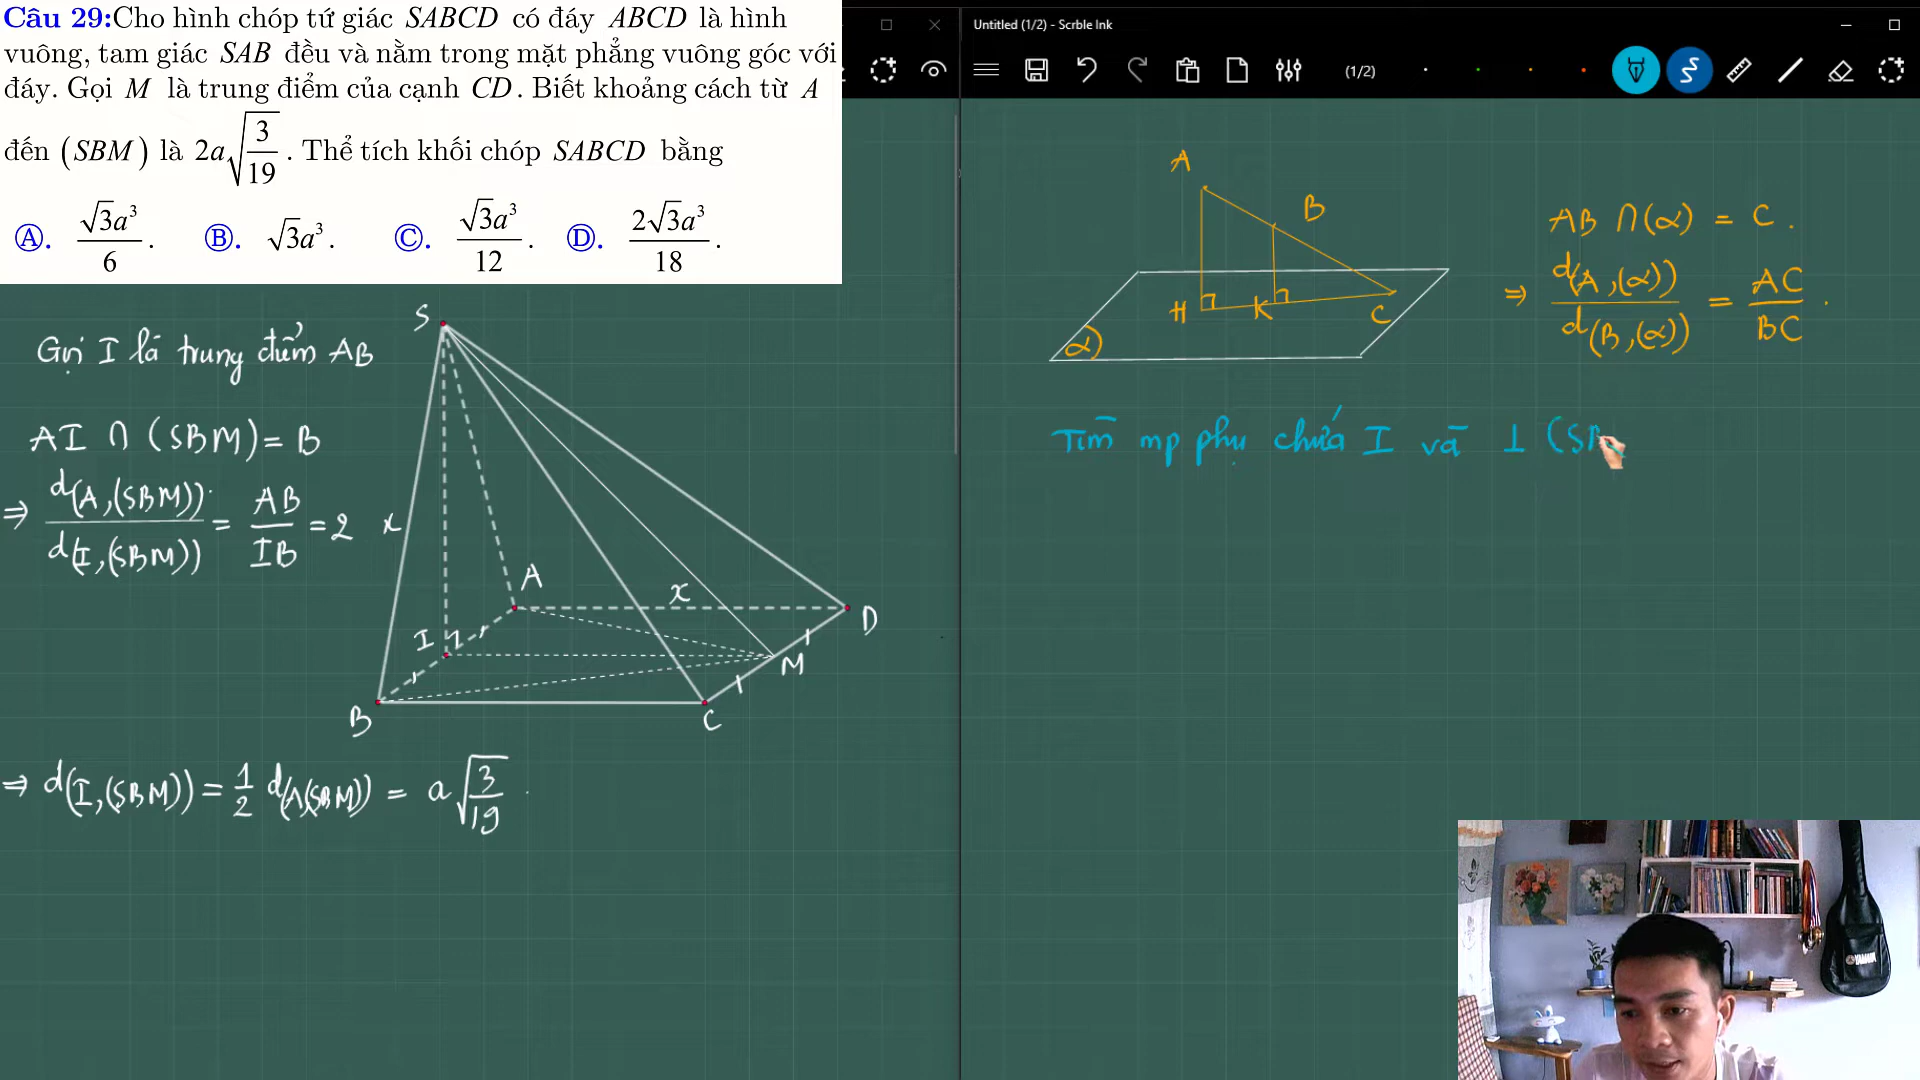 Câu 29:Cho hình chóp tứ giác SABCD có đáy ABCD là hình
vuông, tam giác SAB đều và nằm trong mặt phẳng vuông góc với
đáy. Gọi M là trung điểm của cạnh CD. Biết khoảng cách từ A
đến (SBM) là 2a√(3/19). Thể tích khối chóp SABCD bằng
A. √3a³/6. B. √3a³. C. √3a³/12. D. 2√3a³/18.
Gọi I là trung điểm AB
AI ∩ (SBM) = B
⇒ d(A,(SBM))/d(I,(SBM)) = AB/IB = 2
S
x
A
x
D
I
M
B
C
⇒ d(I,(SBM)) = 1/2 d(A(SBM)) = a√(3/19).
Untitled (1/2) - Scrble Ink
(1/2)
A
B
H
K
C
α)
AB ∩ (α) = C.
⇒ d(A,(α))/d(B,(α)) = AC/BC.
Tìm mp phụ chứa I và ⊥ (SB
YAMAHA